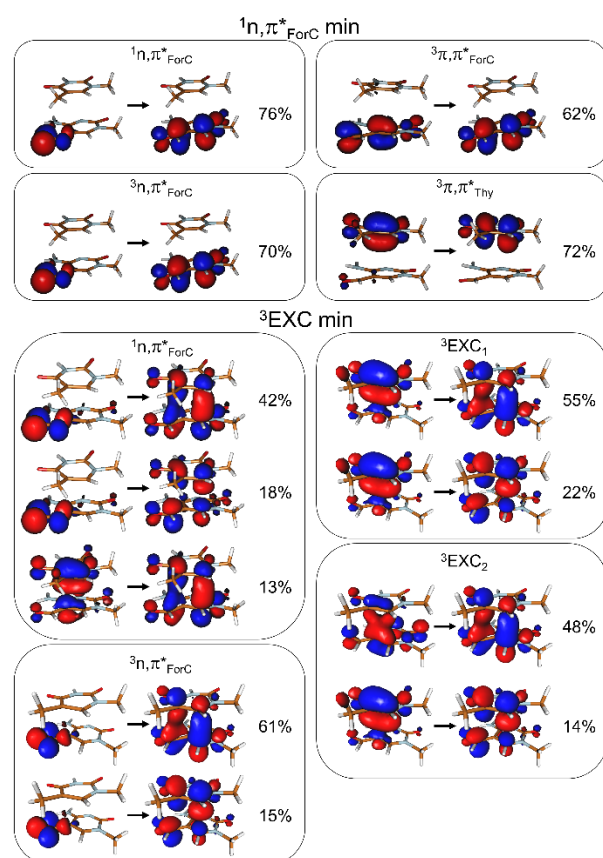 ¹n,π*ForC min
¹n,π*ForC
76%
³π,π*ForC
62%
³n,π*ForC
70%
³π,π*Thy
72%
³EXC min
¹n,π*ForC
42%
18%
13%
³EXC₁
55%
22%
³EXC₂
48%
14%
³n,π*ForC
61%
15%